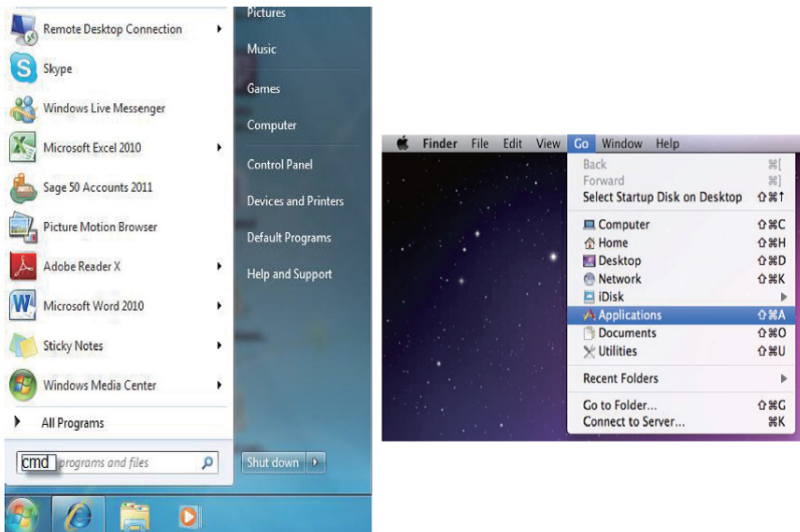 Remote Desktop Connection
Skype
Windows Live Messenger
Microsoft Excel 2010
Sage 50 Accounts 2011
Picture Motion Browser
Adobe Reader X
Microsoft Word 2010
Sticky Notes
Windows Media Center
All Programs
cmd programs and files
Pictures
Music
Games
Computer
Control Panel
Devices and Printers
Default Programs
Help and Support
Shut down
Finder File Edit View Go Window Help
Back ⌘[
Forward ⌘]
Select Startup Disk on Desktop ⇧⌘↑
Computer ⇧⌘C
Home ⇧⌘H
Desktop ⇧⌘D
Network ⇧⌘K
iDisk
Applications ⇧⌘A
Documents ⇧⌘O
Utilities ⇧⌘U
Recent Folders
Go to Folder... ⇧⌘G
Connect to Server... ⌘K